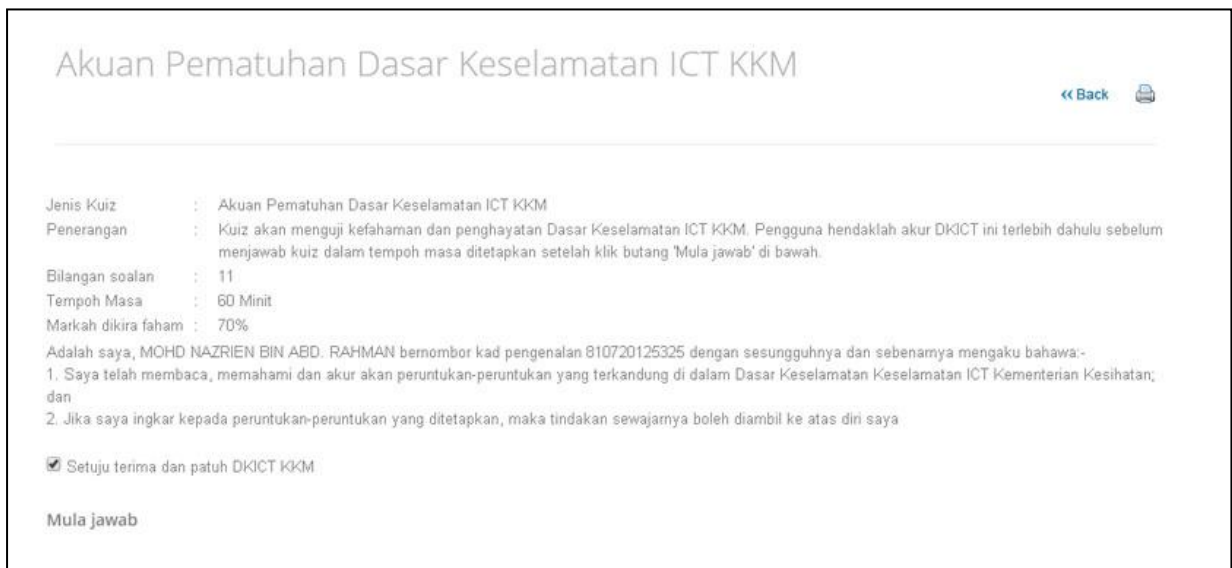 Akuan Pematuhan Dasar Keselamatan ICT KKM
<< Back
Jenis Kuiz : Akuan Pematuhan Dasar Keselamatan ICT KKM
Penerangan : Kuiz akan menguji kefahaman dan penghayatan Dasar Keselamatan ICT KKM. Pengguna hendaklah akur DKICT ini terlebih dahulu sebelum
menjawab kuiz dalam tempoh masa ditetapkan setelah klik butang 'Mula jawab' di bawah.
Bilangan soalan : 11
Tempoh Masa : 60 Minit
Markah dikira faham : 70%
Adalah saya, MOHD NAZRIEN BIN ABD. RAHMAN bernombor kad pengenalan 810720125325 dengan sesungguhnya dan sebenarnya mengaku bahawa:-
1. Saya telah membaca, memahami dan akur akan peruntukan-peruntukan yang terkandung di dalam Dasar Keselamatan Keselamatan ICT Kementerian Kesihatan;
dan
2. Jika saya ingkar kepada peruntukan-peruntukan yang ditetapkan, maka tindakan sewajarnya boleh diambil ke atas diri saya
Setuju terima dan patuh DKICT KKM
Mula jawab